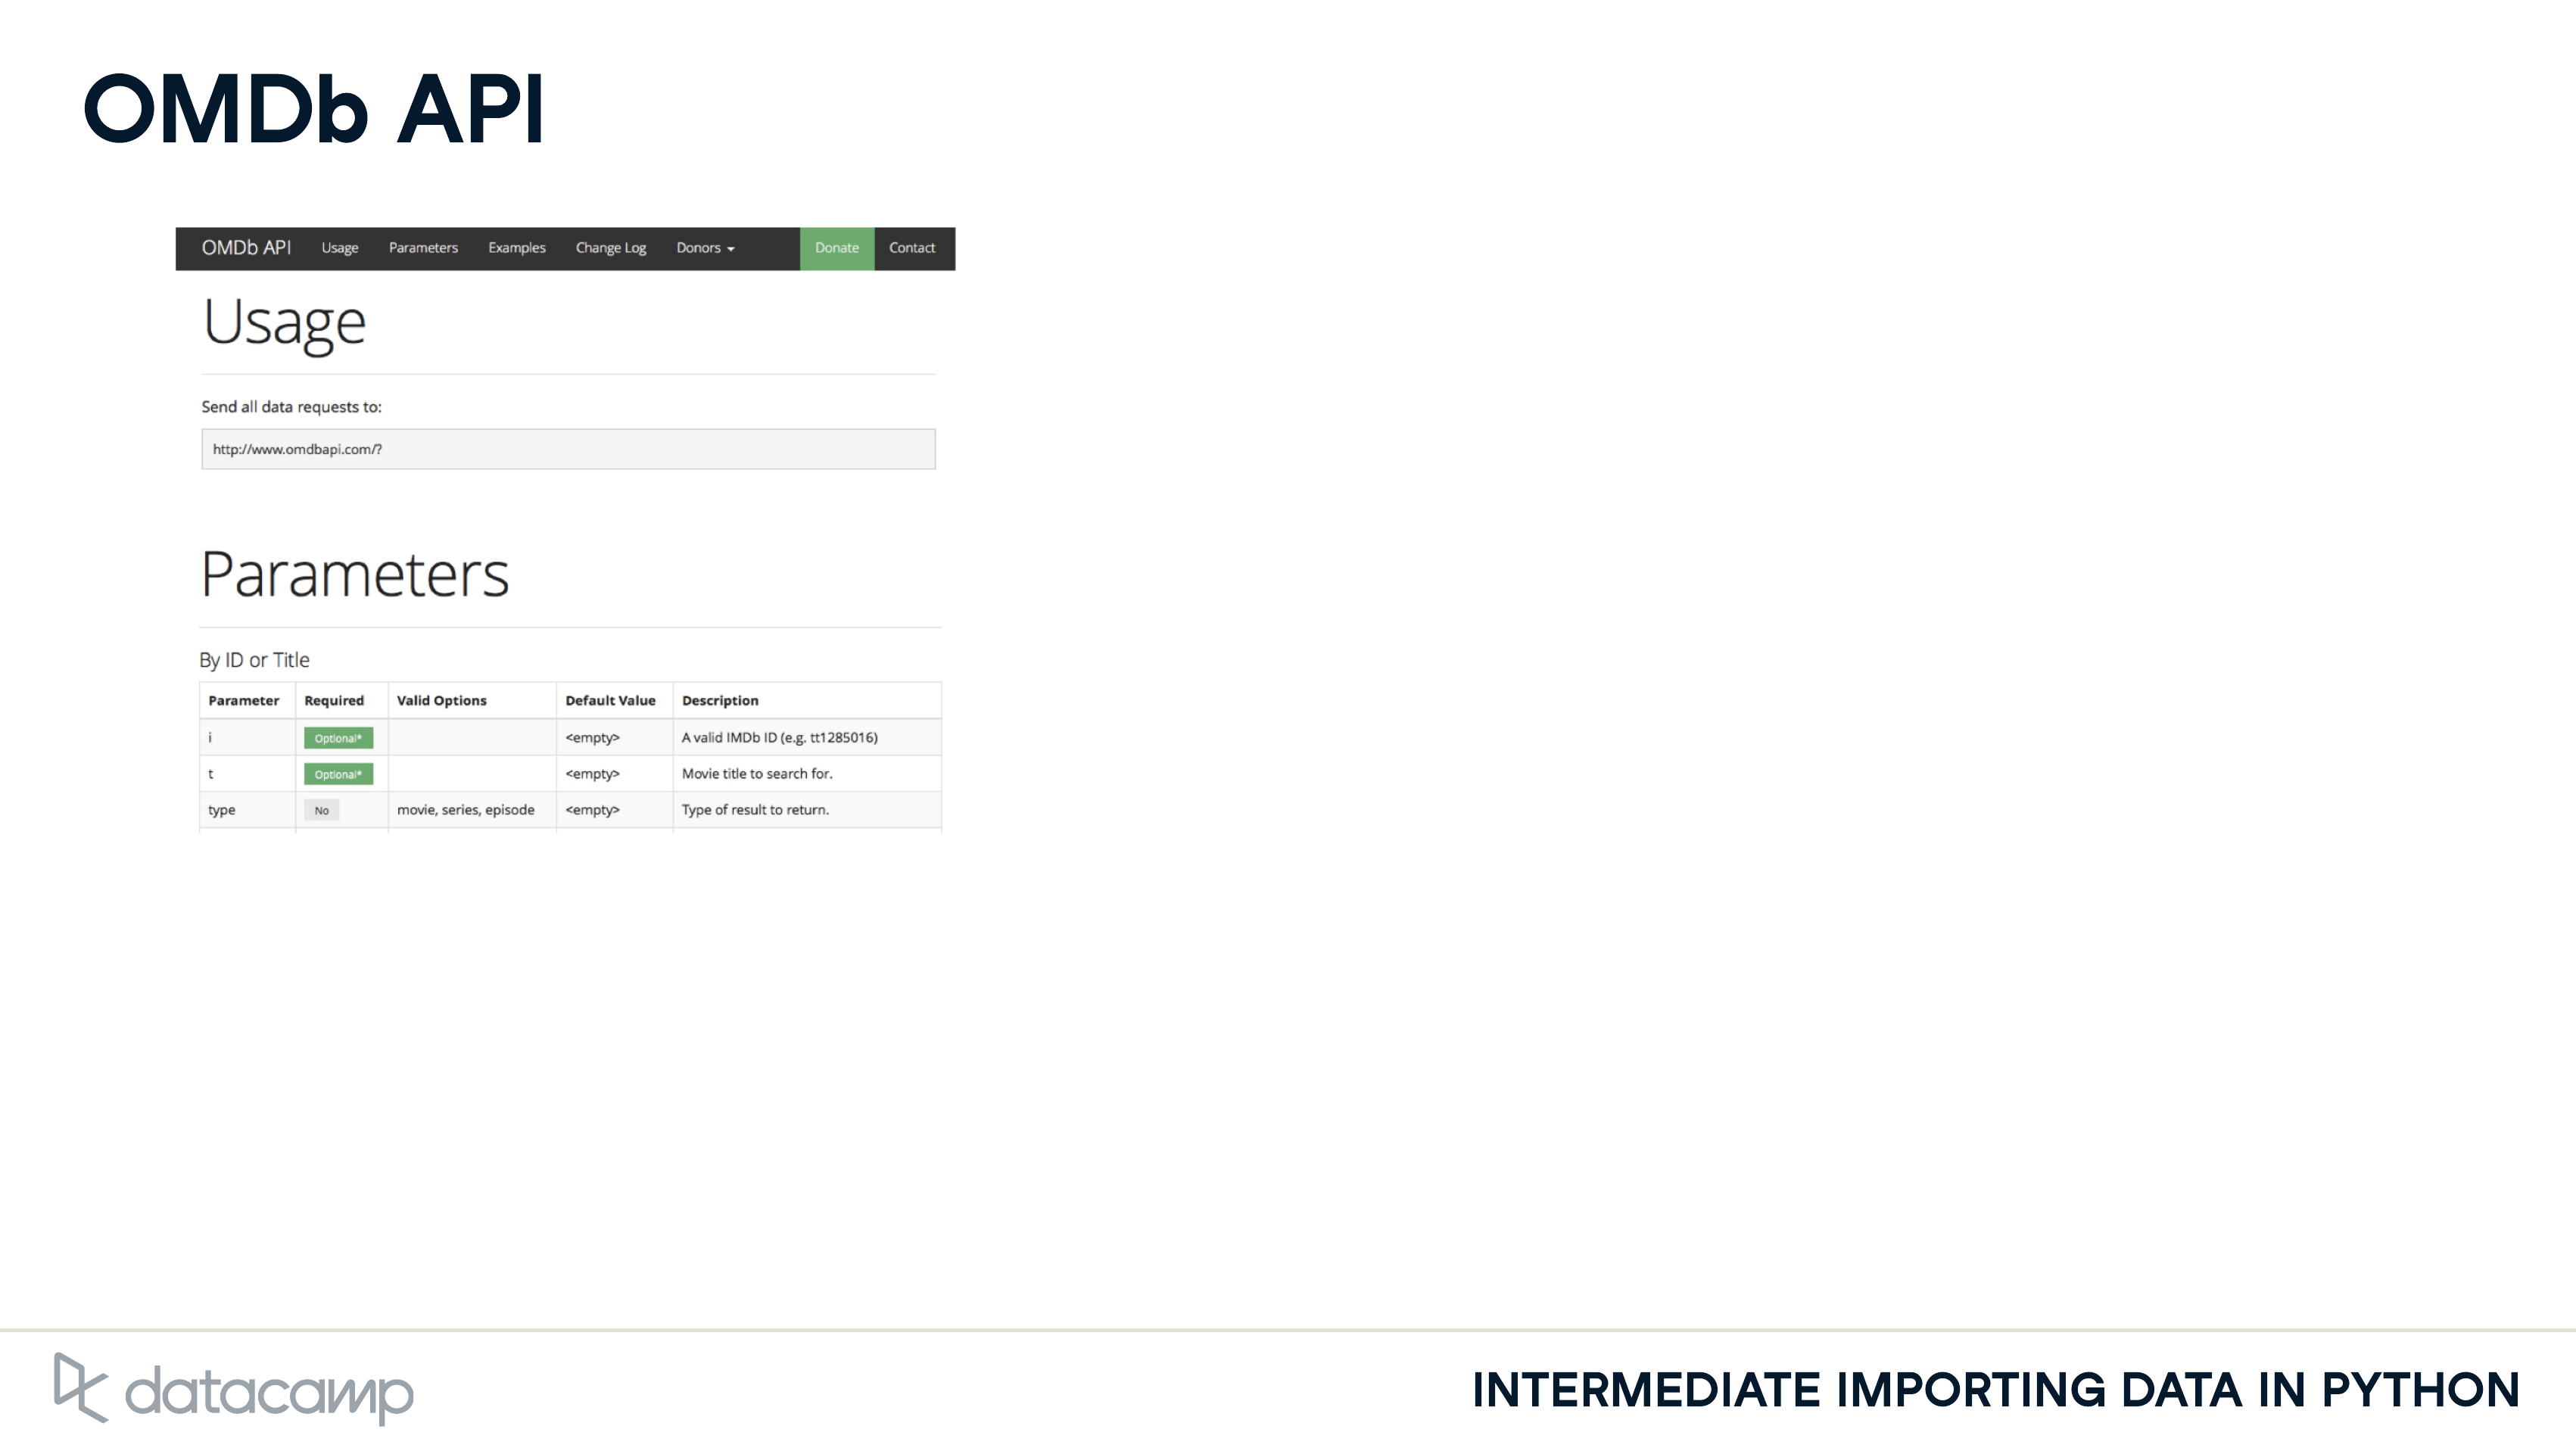 OMDb API
OMDb API Usage Parameters Examples Change Log Donors Donate Contact
Usage
Send all data requests to:
http://www.omdbapi.com/?
Parameters
By ID or Title
Parameter Required Valid Options Default Value Description
i Optional* <empty> A valid IMDb ID (e.g. tt1285016)
t Optional* <empty> Movie title to search for.
type No movie, series, episode <empty> Type of result to return.
datacamp
INTERMEDIATE IMPORTING DATA IN PYTHON